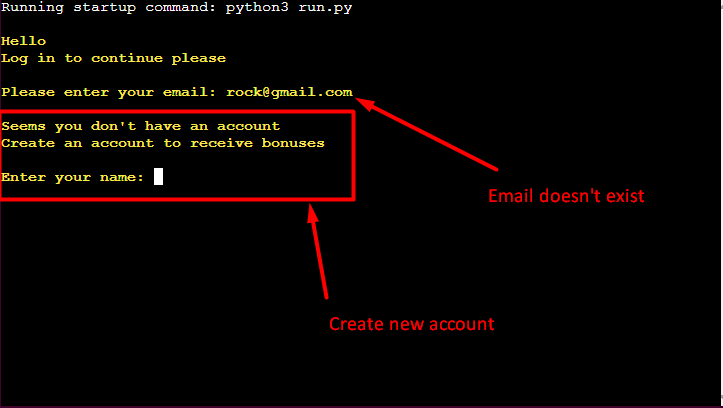 Running startup command: python3 run.py
Hello
Log in to continue please
Please enter your email: rock@gmail.com
Seems you don't have an account
Create an account to receive bonuses
Enter your name:
Email doesn't exist
Create new account